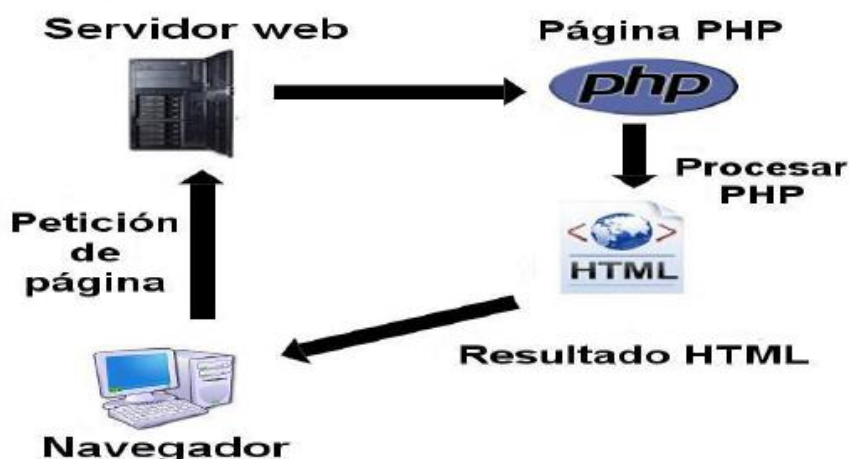 Servidor web
Página PHP
php
Procesar
PHP
Petición
de
página
< >
HTML
Resultado HTML
Navegador